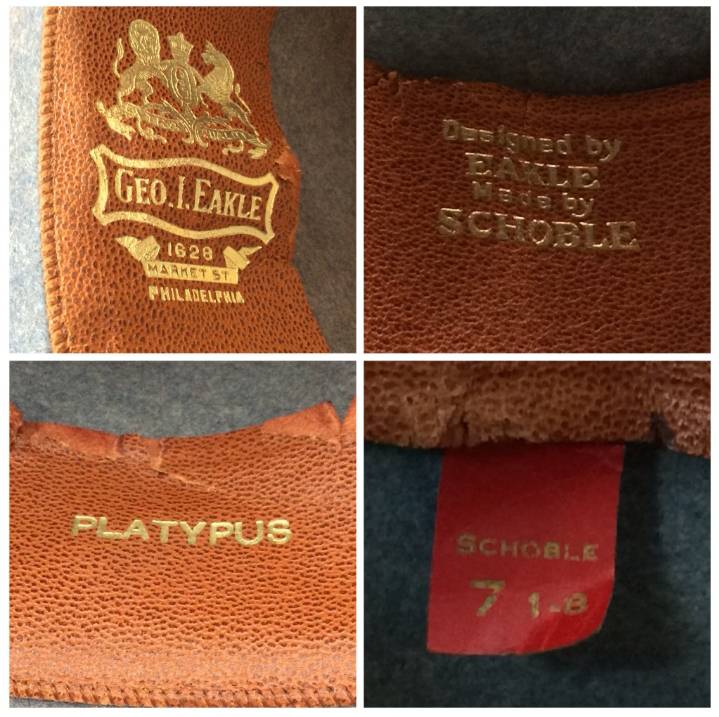 GEO. I. EAKLE
1628
MARKET ST
PHILADELPHIA
Designed by
EAKLE
Made by
SCHOBLE
PLATYPUS
SCHOBLE
7 1-8